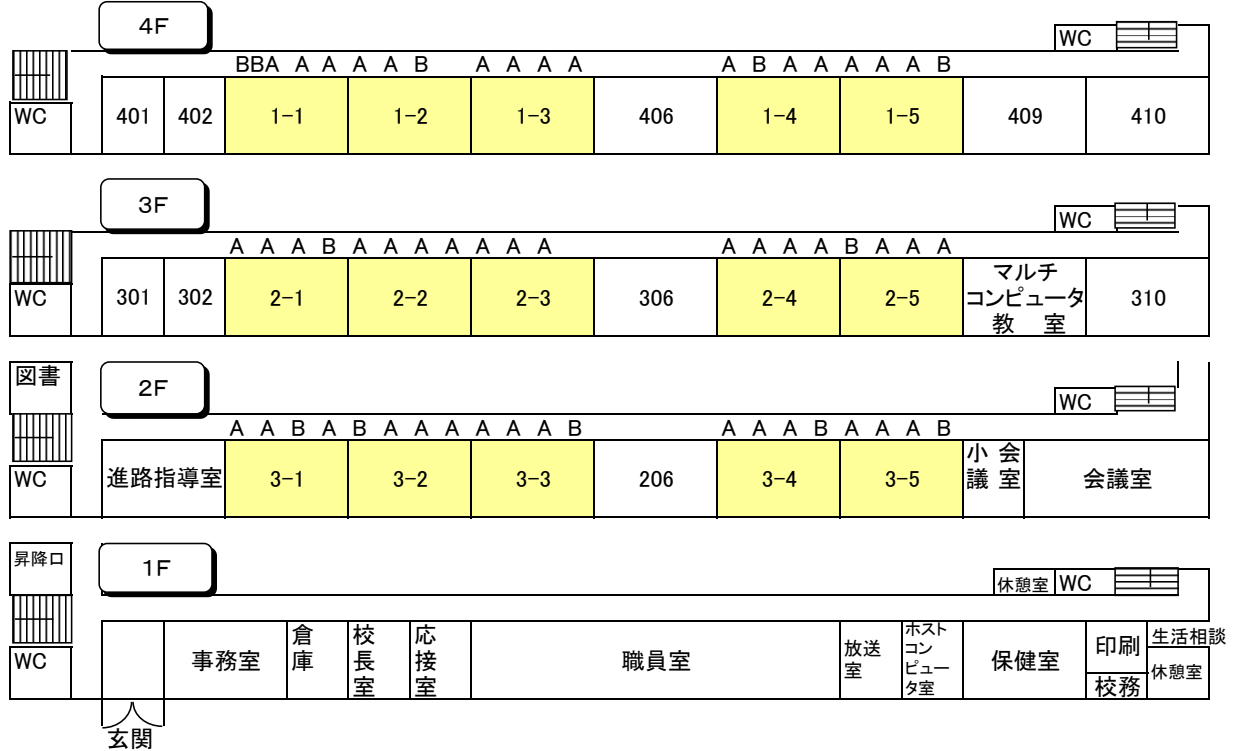 4F
WC
BBA A A A A B A A A A A B A A A A A B
WC 401 402 1-1 1-2 1-3 406 1-4 1-5 409 410
3F
WC
A A A B A A A A A A A A A A A B A A A
WC 301 302 2-1 2-2 2-3 306 2-4 2-5 マルチ
コンピュータ
教 室 310
図書 2F
WC
A A B A B A A A A A A B A A A B A A A B
WC 進路指導室 3-1 3-2 3-3 206 3-4 3-5 小会
議室 会議室
昇降口 1F
休憩室 WC
WC 事務室 倉
庫 校
長
室 応
接
室 職員室 放送
室 ホスト
コン
ピュー
タ室 保健室 印刷 生活相談
校務 休憩室
玄関